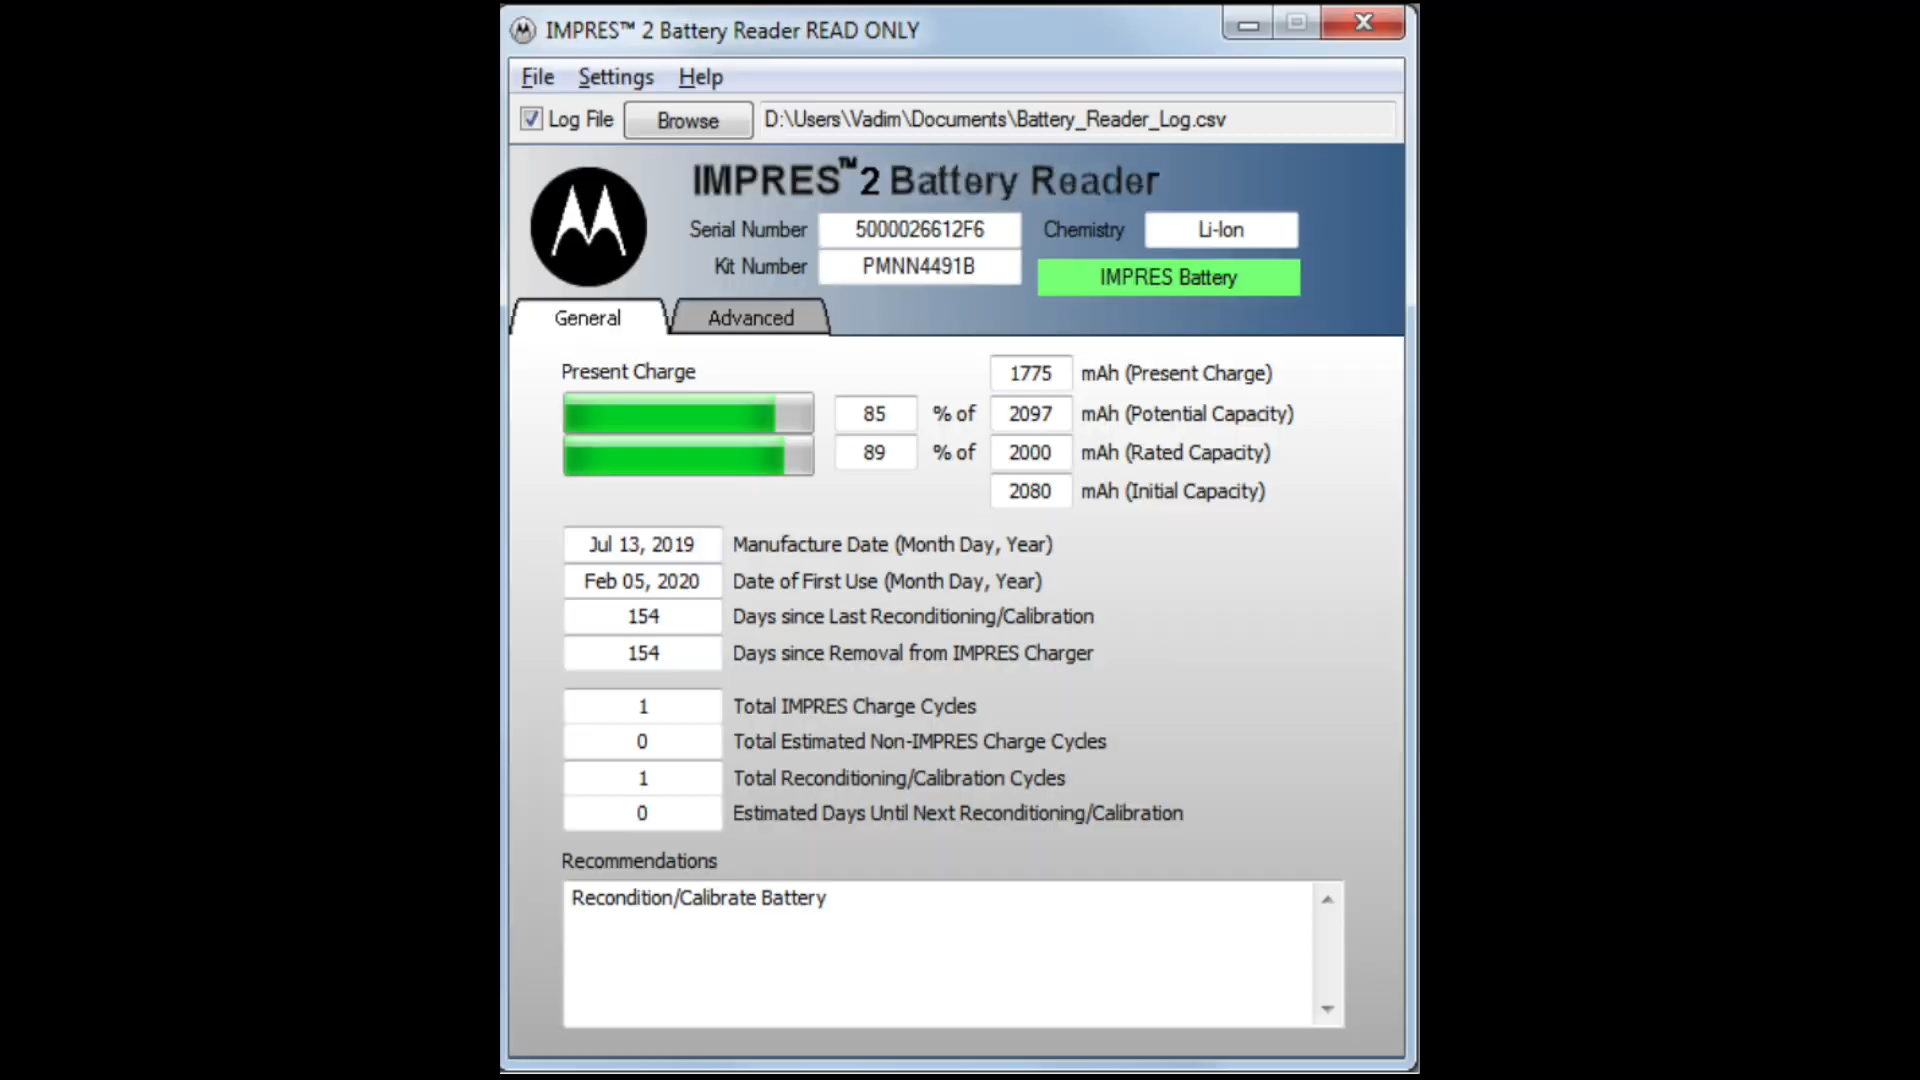 IMPRES™ 2 Battery Reader READ ONLY
File Settings Help
Log File Browse D:\Users\Vadim\Documents\Battery_Reader_Log.csv
IMPRES™ 2 Battery Reader
Serial Number 5000026612F6 Chemistry Li-Ion
Kit Number PMNN4491B IMPRES Battery
General Advanced
Present Charge 1775 mAh (Present Charge)
85 % of 2097 mAh (Potential Capacity)
89 % of 2000 mAh (Rated Capacity)
2080 mAh (Initial Capacity)
Jul 13, 2019 Manufacture Date (Month Day, Year)
Feb 05, 2020 Date of First Use (Month Day, Year)
154 Days since Last Reconditioning/Calibration
154 Days since Removal from IMPRES Charger
1 Total IMPRES Charge Cycles
0 Total Estimated Non-IMPRES Charge Cycles
1 Total Reconditioning/Calibration Cycles
0 Estimated Days Until Next Reconditioning/Calibration
Recommendations
Recondition/Calibrate Battery